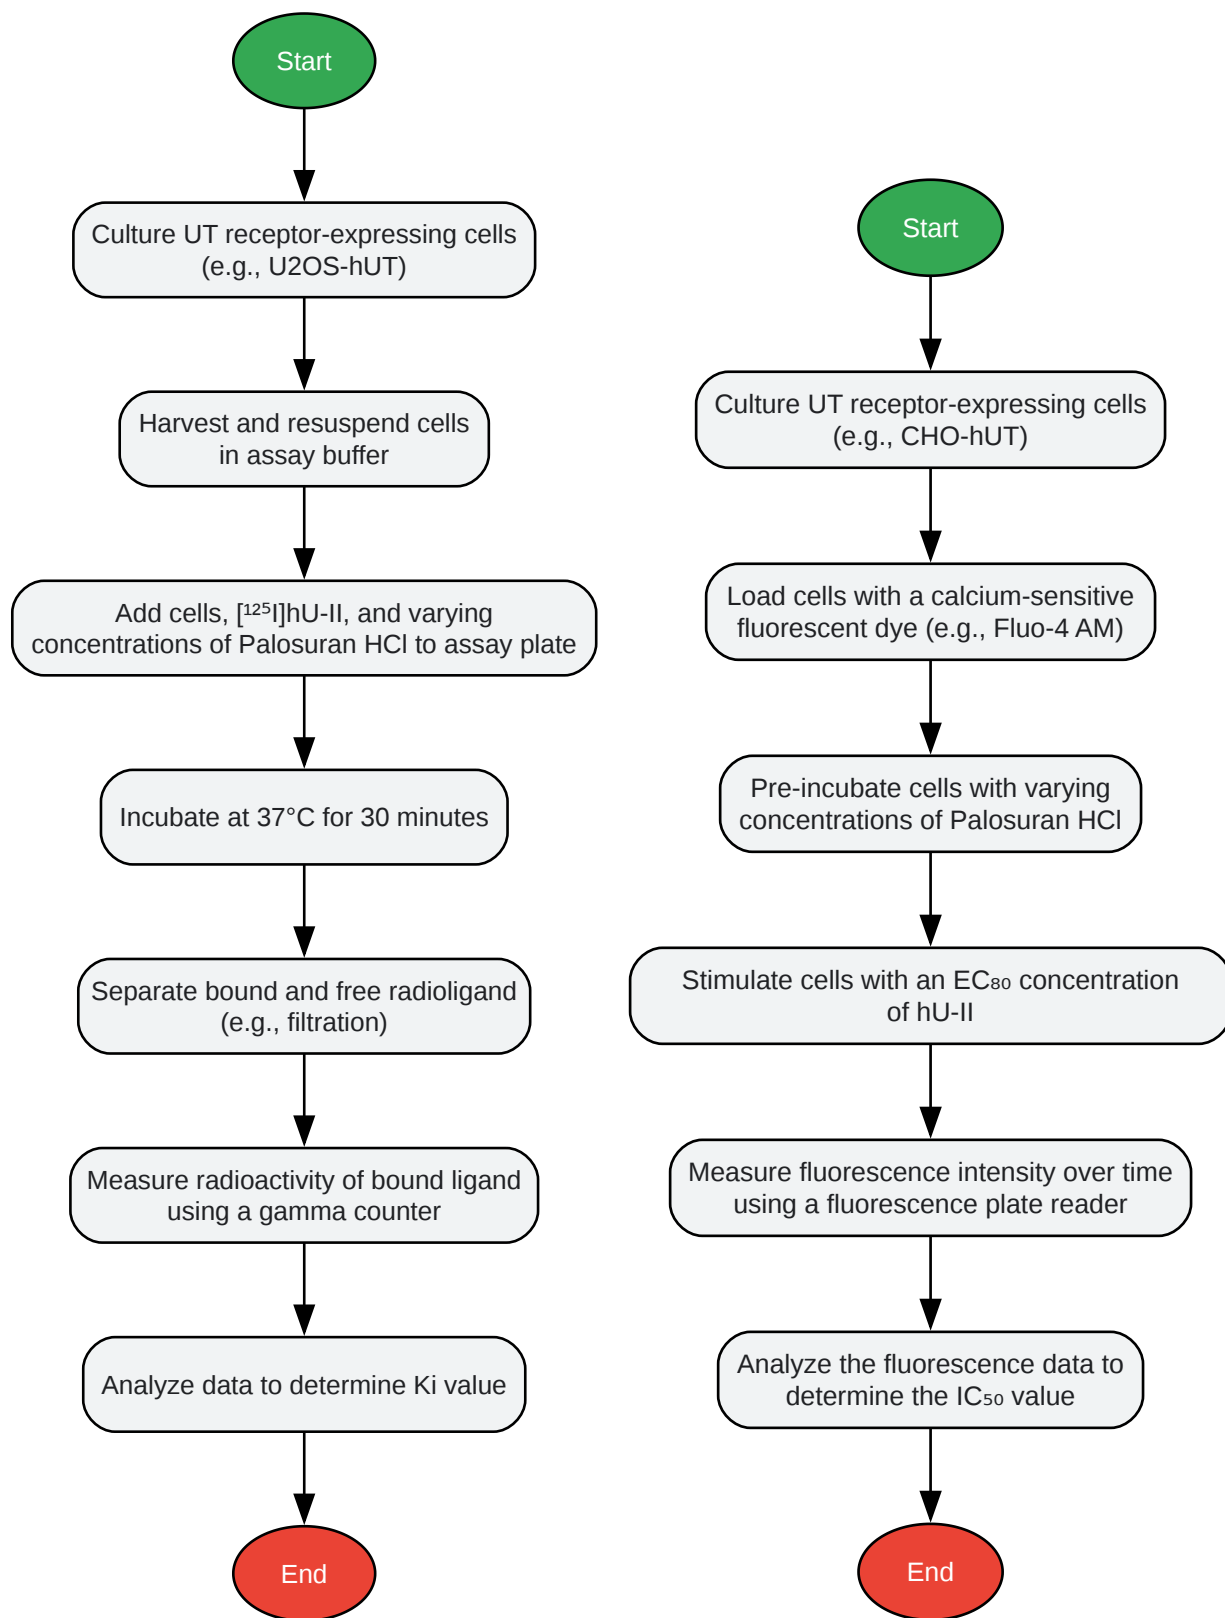 Start
Culture UT receptor-expressing cells
(e.g., U2OS-hUT)
Harvest and resuspend cells
in assay buffer
Add cells, [¹²⁵I]hU-II, and varying
concentrations of Palosuran HCl to assay plate
Incubate at 37°C for 30 minutes
Separate bound and free radioligand
(e.g., filtration)
Measure radioactivity of bound ligand
using a gamma counter
Analyze data to determine Ki value
End
Start
Culture UT receptor-expressing cells
(e.g., CHO-hUT)
Load cells with a calcium-sensitive
fluorescent dye (e.g., Fluo-4 AM)
Pre-incubate cells with varying
concentrations of Palosuran HCl
Stimulate cells with an EC₈₀ concentration
of hU-II
Measure fluorescence intensity over time
using a fluorescence plate reader
Analyze the fluorescence data to
determine the IC₅₀ value
End